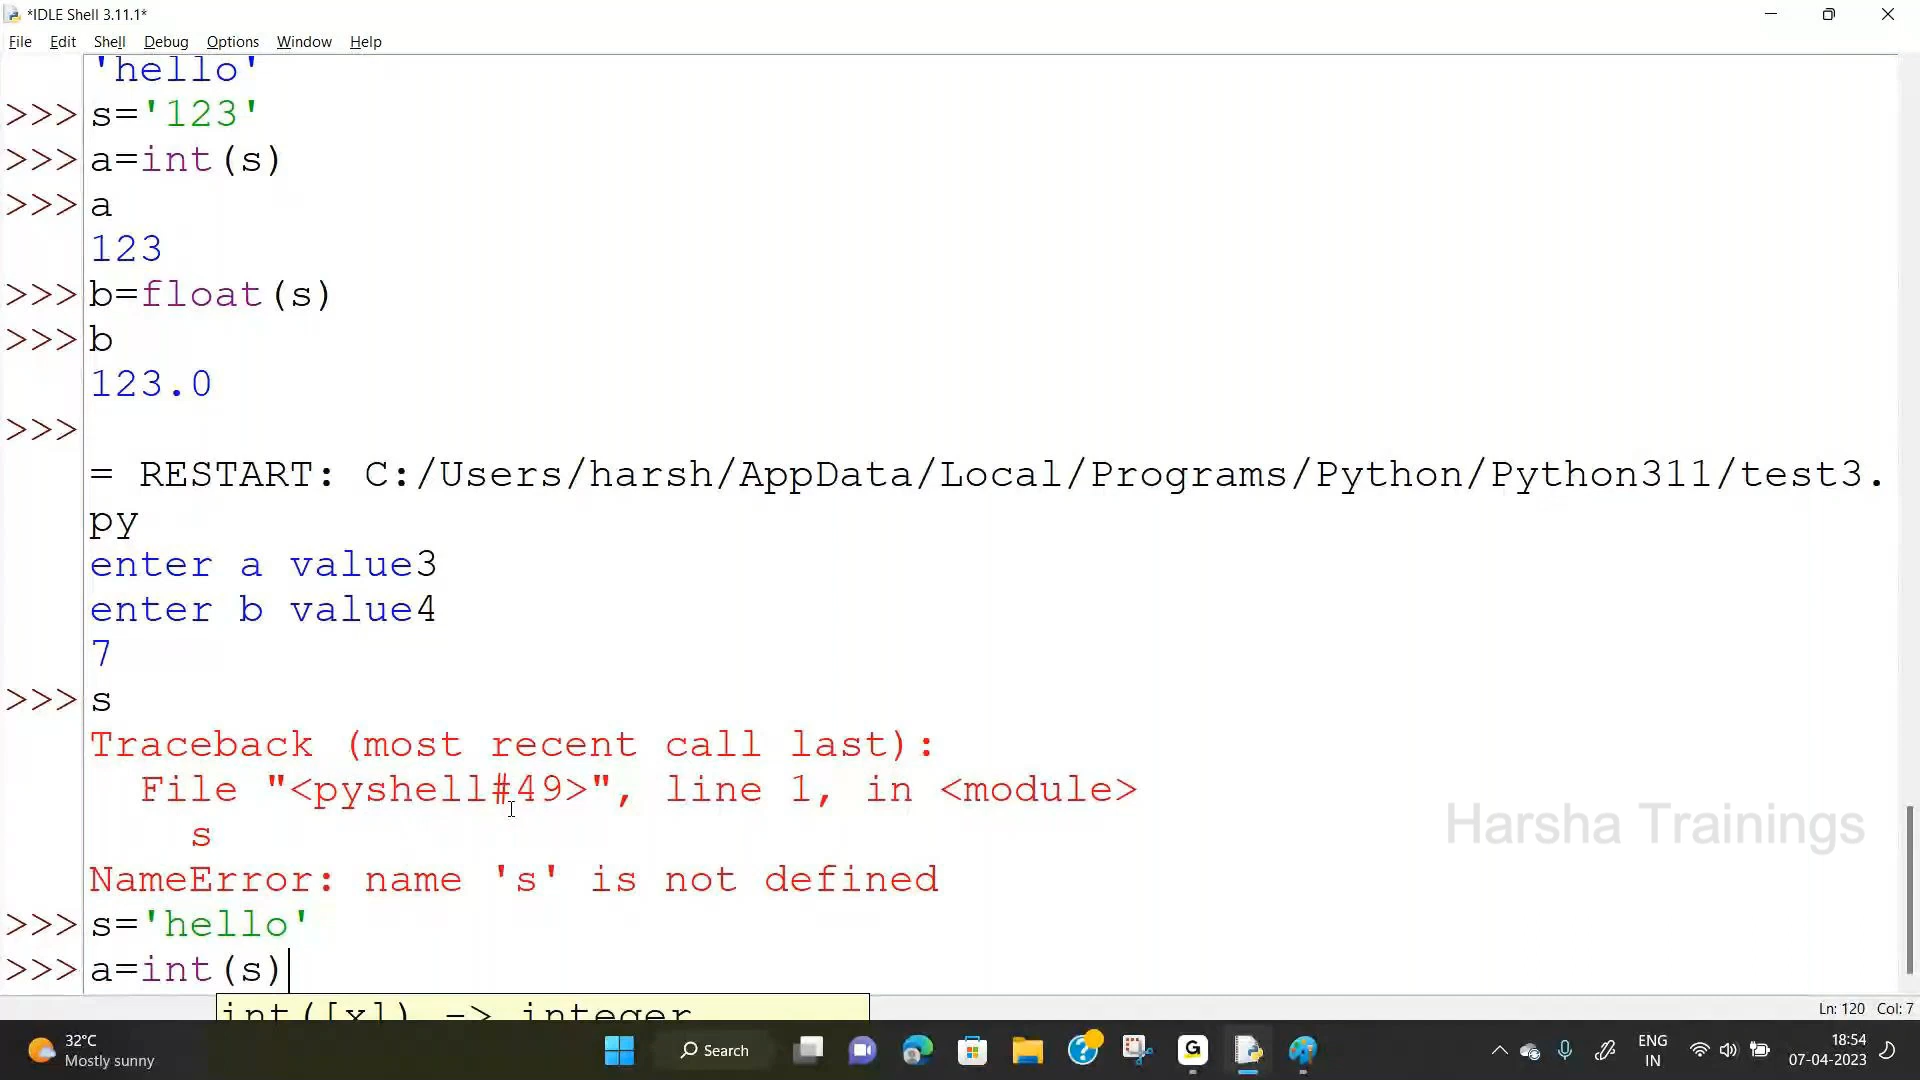 *IDLE Shell 3.11.1*
File Edit Shell Debug Options Window Help
'hello'
>>> s='123'
>>> a=int(s)
>>> a
123
>>> b=float(s)
>>> b
123.0
>>>
= RESTART: C:/Users/harsh/AppData/Local/Programs/Python/Python311/test3.
py
enter a value3
enter b value4
7
>>> s
Traceback (most recent call last):
  File "<pyshell#49>", line 1, in <module>
    s
NameError: name 's' is not defined
>>> s='hello'
>>> a=int(s)
int([x]) -> integer
Harsha Trainings
Ln: 120 Col: 7
32°C
Mostly sunny
Search
ENG
IN
18:54
07-04-2023